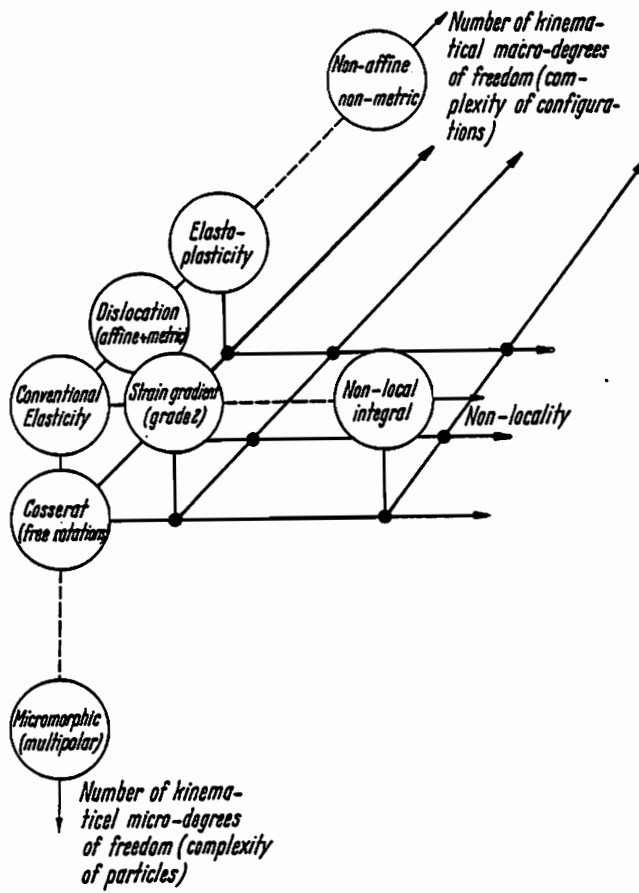 Number of kinema-
tical macro-degrees
of freedom (com-
plexity of configura-
tions)
Non-affine
non-metric
Elasto-
plasticity
Dislocation
(affine+metric)
Conventional
Elasticity
Strain gradient
(grade 2)
Non-local
integral
Non-locality
Cosserat
(free rotations)
Micromorphic
(multipolar)
Number of kinema-
ticel micro-degrees
of freedom (complexity
of particles)